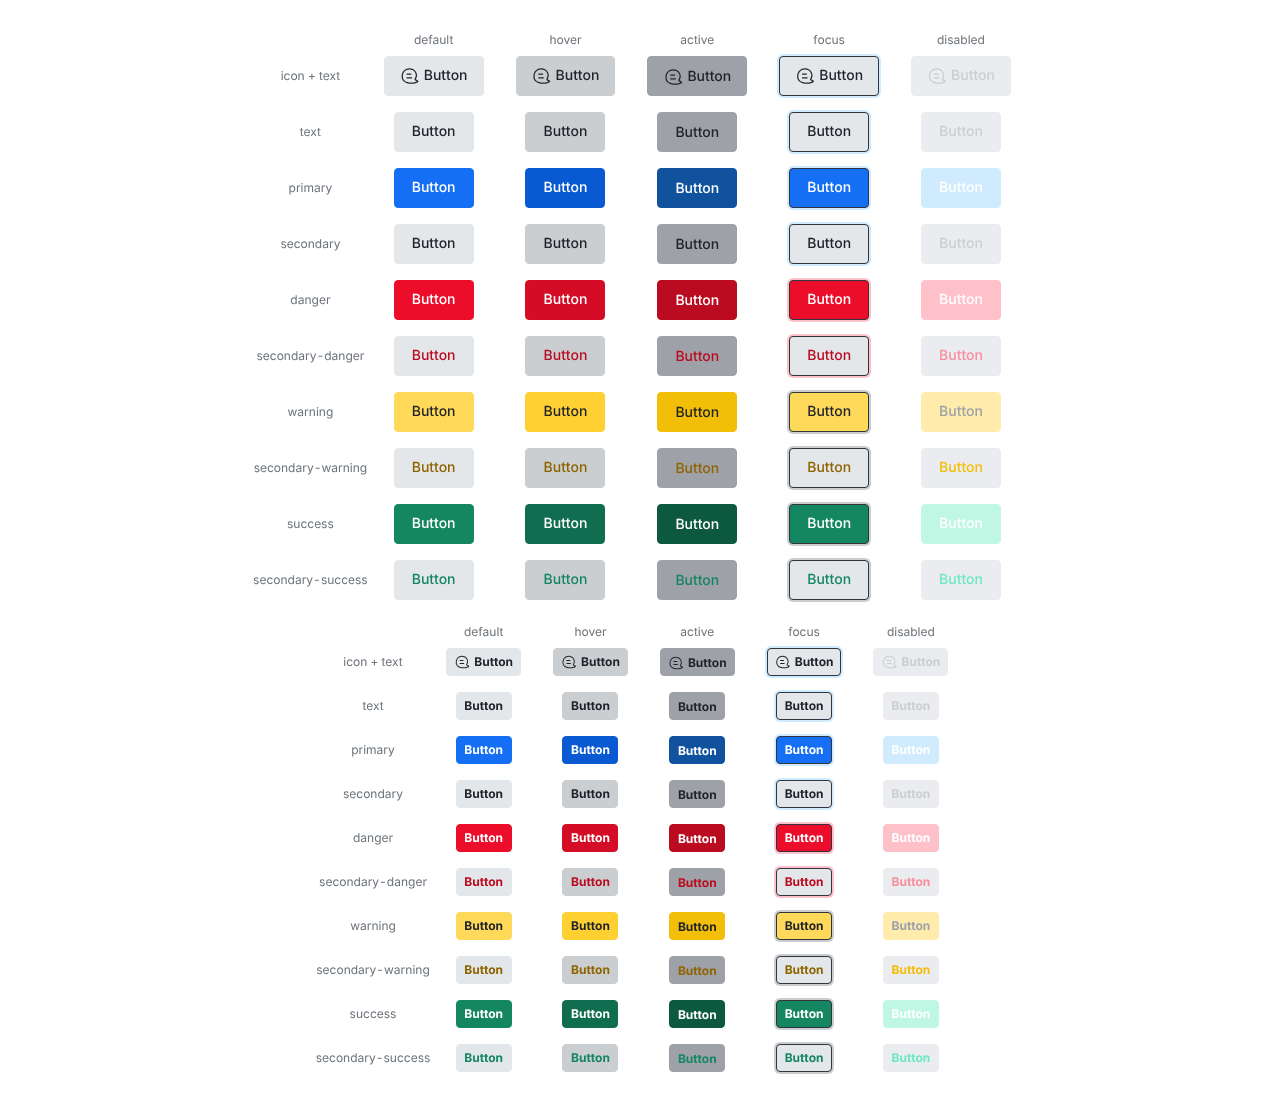 default hover active focus disabled
icon + text Button Button Button Button Button
text Button Button Button Button Button
primary Button Button Button Button Button
secondary Button Button Button Button Button
danger Button Button Button Button Button
secondary-danger Button Button Button Button Button
warning Button Button Button Button Button
secondary-warning Button Button Button Button Button
success Button Button Button Button Button
secondary-success Button Button Button Button Button
default hover active focus disabled
icon + text Button Button Button Button Button
text Button Button Button Button Button
primary Button Button Button Button Button
secondary Button Button Button Button Button
danger Button Button Button Button Button
secondary-danger Button Button Button Button Button
warning Button Button Button Button Button
secondary-warning Button Button Button Button Button
success Button Button Button Button Button
secondary-success Button Button Button Button Button